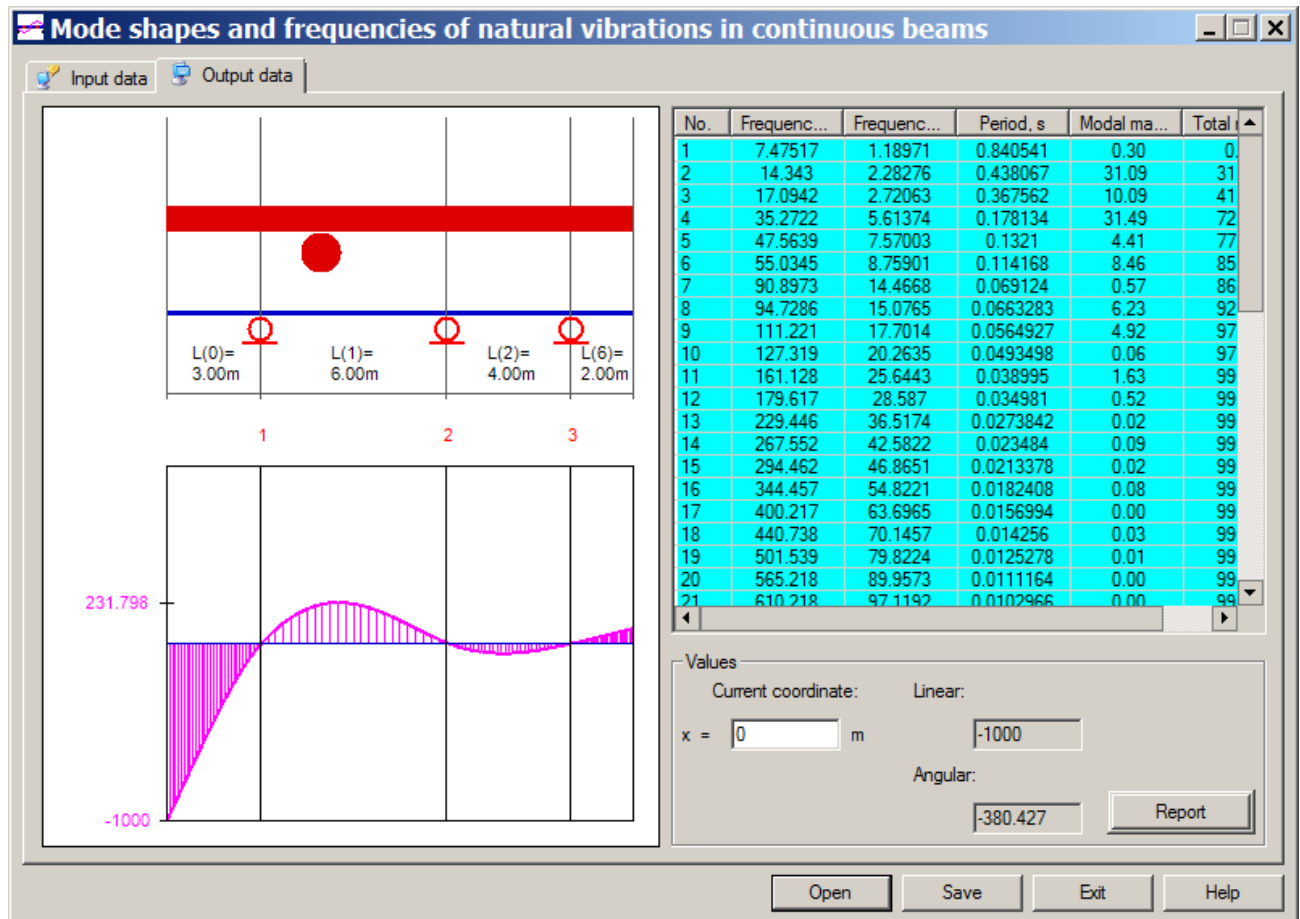 Mode shapes and frequencies of natural vibrations in continuous beams
Input data Output data
L(0)= L(1)= L(2)= L(6)=
3.00m 6.00m 4.00m 2.00m
1 2 3
231.798
-1000
No. Frequenc... Frequenc... Period, s Modal ma... Total
1 7.47517 1.18971 0.840541 0.30 0.
2 14.343 2.28276 0.438067 31.09 31
3 17.0942 2.72063 0.367562 10.09 41
4 35.2722 5.61374 0.178134 31.49 72
5 47.5639 7.57003 0.1321 4.41 77
6 55.0345 8.75901 0.114168 8.46 85
7 90.8973 14.4668 0.069124 0.57 86
8 94.7286 15.0765 0.0663283 6.23 92
9 111.221 17.7014 0.0564927 4.92 97
10 127.319 20.2635 0.0493498 0.06 97
11 161.128 25.6443 0.038995 1.63 99
12 179.617 28.587 0.034981 0.52 99
13 229.446 36.5174 0.0273842 0.02 99
14 267.552 42.5822 0.023484 0.09 99
15 294.462 46.8651 0.0213378 0.02 99
16 344.457 54.8221 0.0182408 0.08 99
17 400.217 63.6965 0.0156994 0.00 99
18 440.738 70.1457 0.014256 0.03 99
19 501.539 79.8224 0.0125278 0.01 99
20 565.218 89.9573 0.0111164 0.00 99
21 610.218 97.1192 0.0102966 0.00 99
Values
Current coordinate: Linear:
x = 0 m -1000
Angular:
-380.427 Report
Open Save Exit Help